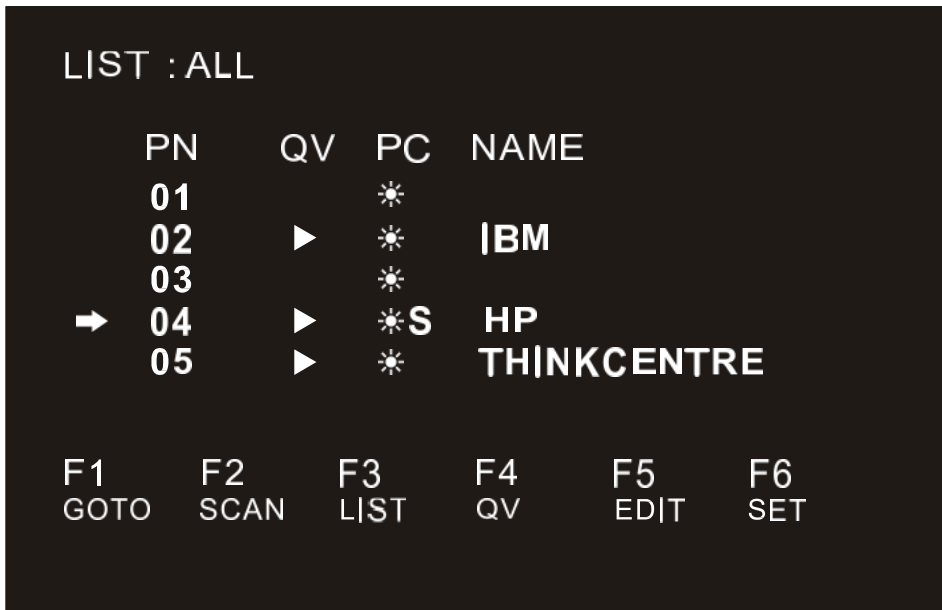 LIST : ALL
PN QV PC NAME
01 ☀
02 ▶ ☀ IBM
03 ☀
➡ 04 ▶ ☀S HP
05 ▶ ☀ THINKCENTRE
F1 F2 F3 F4 F5 F6
GOTO SCAN LIST QV EDIT SET